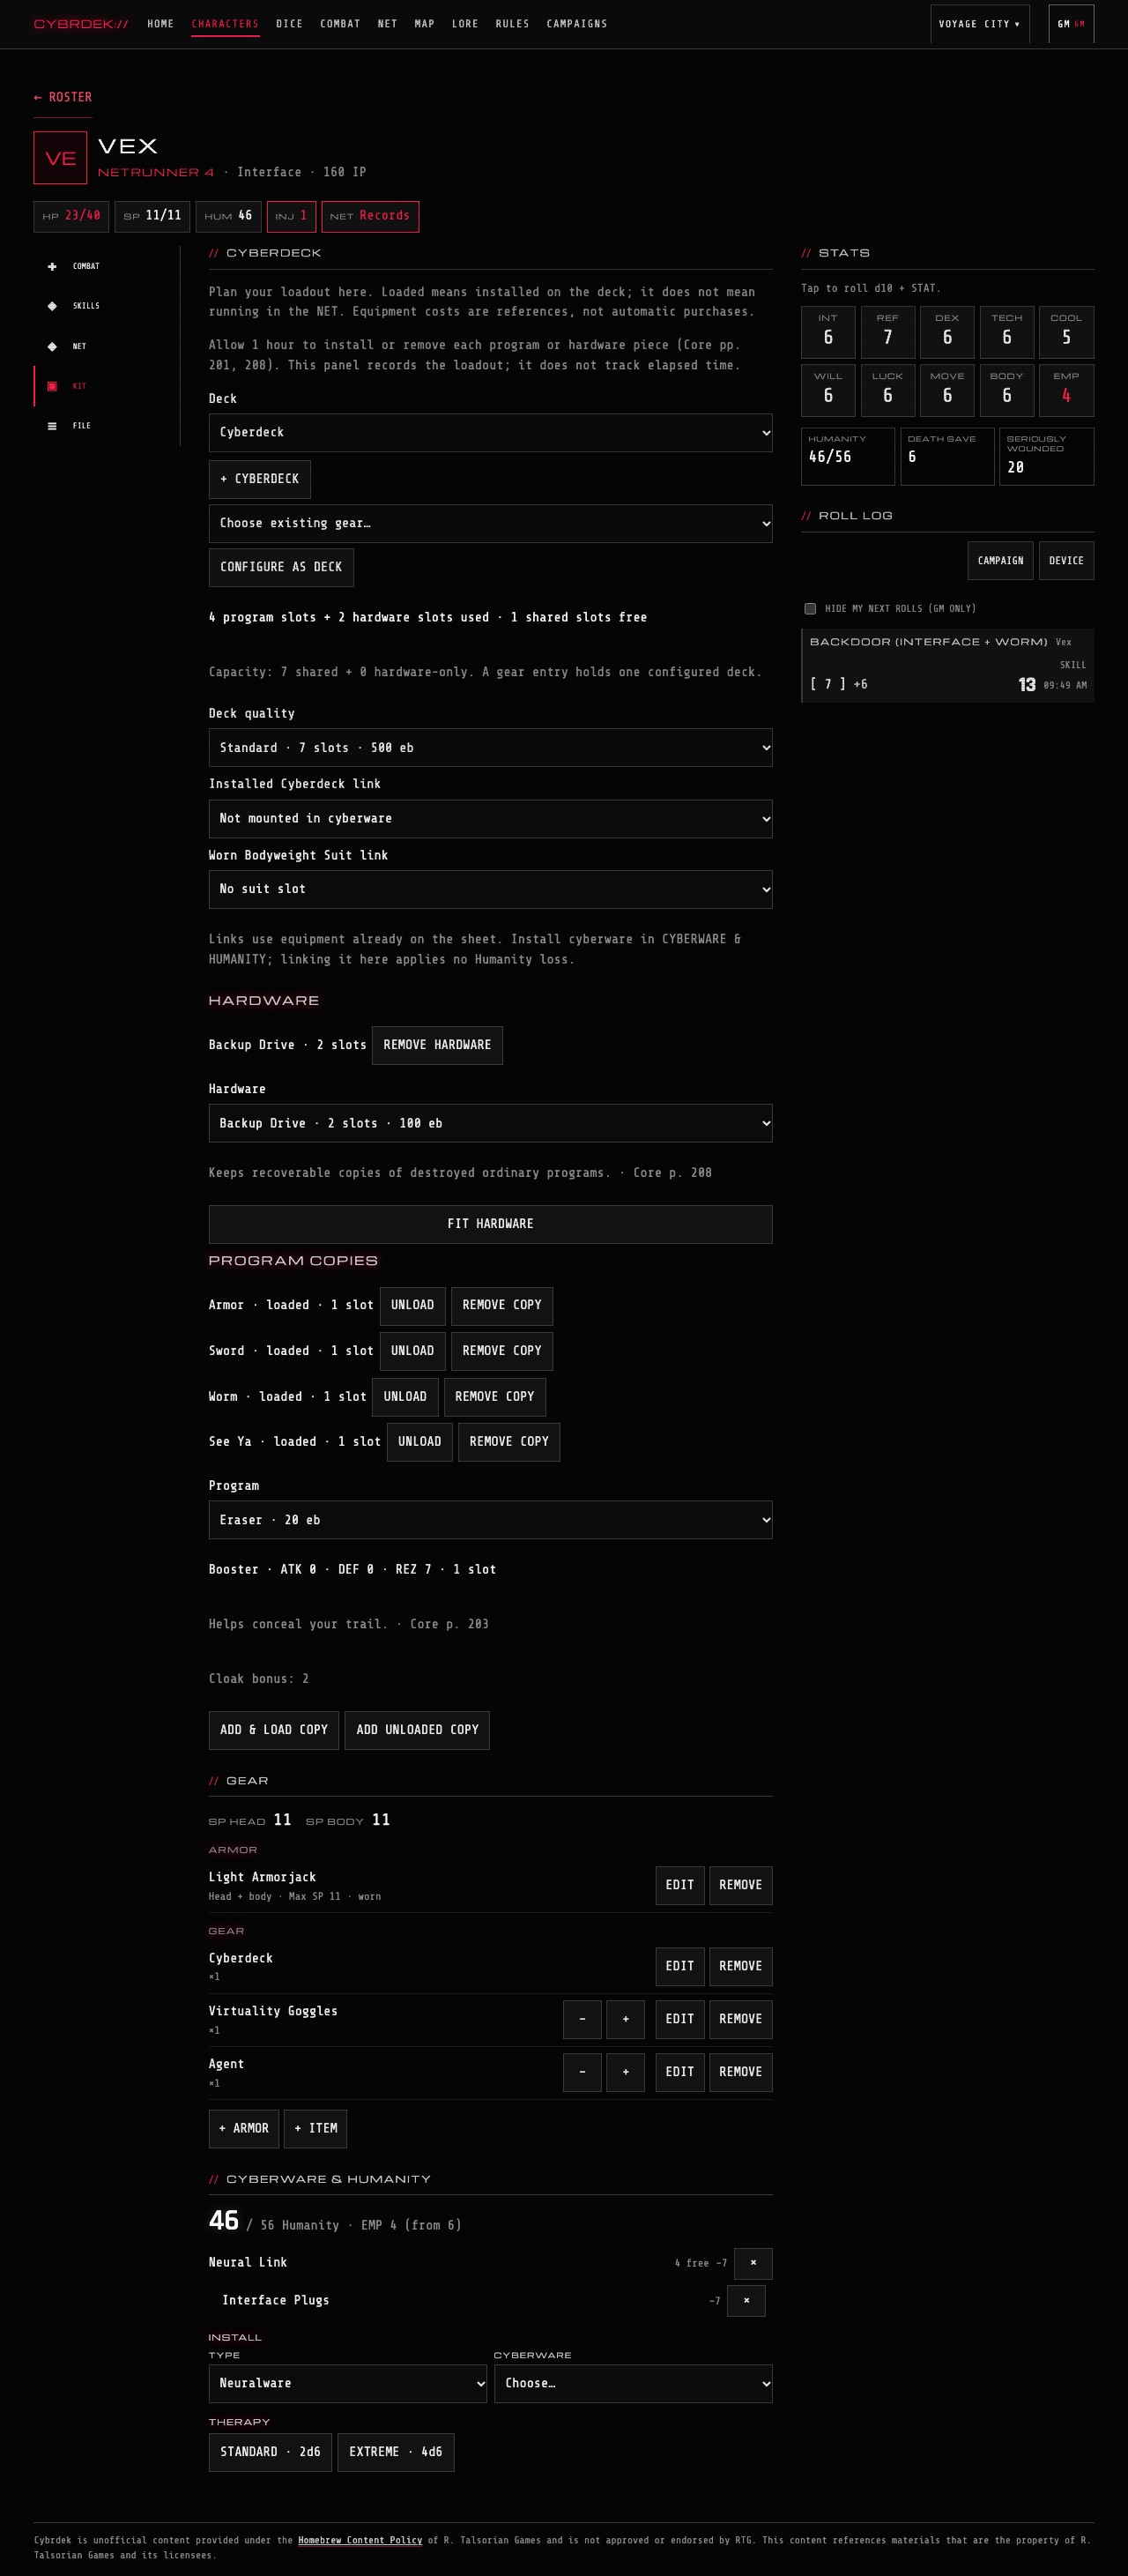 CYBRDEK://
HOME CHARACTERS DICE COMBAT NET MAP LORE RULES CAMPAIGNS
VOYAGE CITY ▾
GM GM
← ROSTER
VE
VEX
NETRUNNER 4 · Interface · 160 IP
HP 23/40 SP 11/11 HUM 46 INJ 1 NET Records
COMBAT
SKILLS
NET
KIT
FILE
// CYBERDECK
Plan your loadout here. Loaded means installed on the deck; it does not mean
running in the NET. Equipment costs are references, not automatic purchases.
Allow 1 hour to install or remove each program or hardware piece (Core pp.
201, 208). This panel records the loadout; it does not track elapsed time.
Deck
Cyberdeck
+ CYBERDECK
Choose existing gear…
CONFIGURE AS DECK
4 program slots + 2 hardware slots used · 1 shared slots free
Capacity: 7 shared + 0 hardware-only. A gear entry holds one configured deck.
Deck quality
Standard · 7 slots · 500 eb
Installed Cyberdeck link
Not mounted in cyberware
Worn Bodyweight Suit link
No suit slot
Links use equipment already on the sheet. Install cyberware in CYBERWARE &
HUMANITY; linking it here applies no Humanity loss.
HARDWARE
Backup Drive · 2 slots REMOVE HARDWARE
Hardware
Backup Drive · 2 slots · 100 eb
Keeps recoverable copies of destroyed ordinary programs. · Core p. 208
FIT HARDWARE
PROGRAM COPIES
Armor · loaded · 1 slot UNLOAD REMOVE COPY
Sword · loaded · 1 slot UNLOAD REMOVE COPY
Worm · loaded · 1 slot UNLOAD REMOVE COPY
See Ya · loaded · 1 slot UNLOAD REMOVE COPY
Program
Eraser · 20 eb
Booster · ATK 0 · DEF 0 · REZ 7 · 1 slot
Helps conceal your trail. · Core p. 203
Cloak bonus: 2
ADD & LOAD COPY ADD UNLOADED COPY
// GEAR
SP HEAD 11 SP BODY 11
ARMOR
Light Armorjack
Head + body · Max SP 11 · worn
EDIT REMOVE
GEAR
Cyberdeck
×1
EDIT REMOVE
Virtuality Goggles
×1
− + EDIT REMOVE
Agent
×1
− + EDIT REMOVE
+ ARMOR + ITEM
// CYBERWARE & HUMANITY
46 / 56 Humanity · EMP 4 (from 6)
Neural Link 4 free −7 ×
Interface Plugs −7 ×
INSTALL
TYPE CYBERWARE
Neuralware Choose…
THERAPY
STANDARD · 2d6 EXTREME · 4d6
// STATS
Tap to roll d10 + STAT.
INT REF DEX TECH COOL
6 7 6 6 5
WILL LUCK MOVE BODY EMP
6 6 6 6 4
HUMANITY
46/56
DEATH SAVE
6
SERIOUSLY
WOUNDED
20
// ROLL LOG
CAMPAIGN DEVICE
HIDE MY NEXT ROLLS (GM ONLY)
BACKDOOR (INTERFACE + WORM) Vex
SKILL
[ 7 ] +6 13 09:49 AM
Cybrdek is unofficial content provided under the Homebrew Content Policy of R. Talsorian Games and is not approved or endorsed by RTG. This content references materials that are the property of R.
Talsorian Games and its licensees.